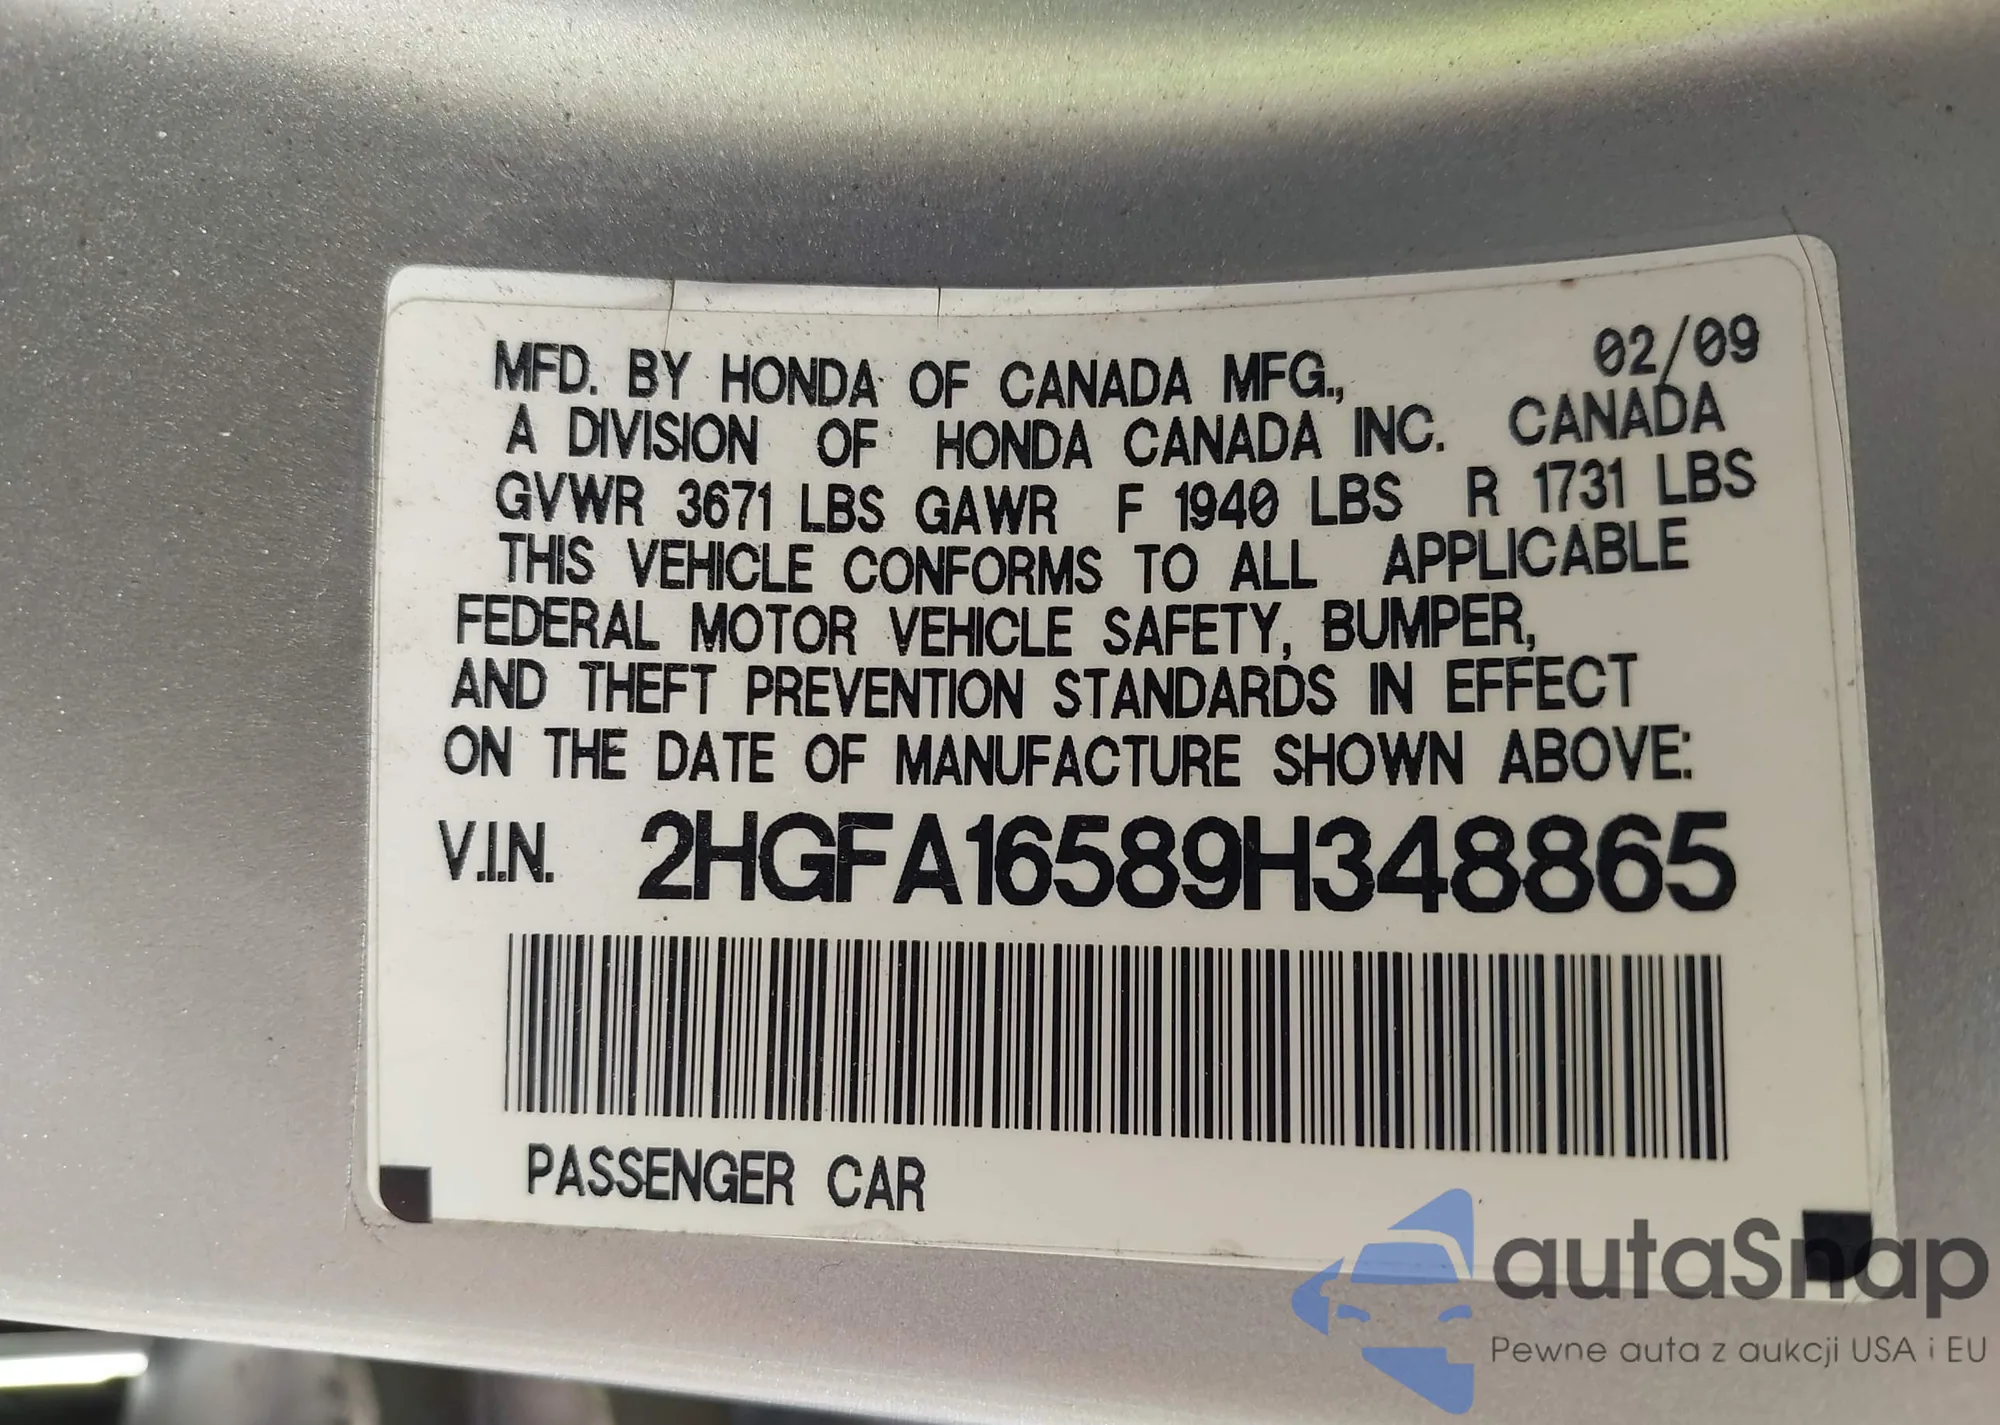 MFD. BY HONDA OF CANADA MFG., 02/09
A DIVISION OF HONDA CANADA INC. CANADA
GVWR 3671 LBS GAWR F 1940 LBS R 1731 LBS
THIS VEHICLE CONFORMS TO ALL APPLICABLE
FEDERAL MOTOR VEHICLE SAFETY, BUMPER,
AND THEFT PREVENTION STANDARDS IN EFFECT
ON THE DATE OF MANUFACTURE SHOWN ABOVE:
V.I.N. 2HGFA16589H348865
PASSENGER CAR
autaSnap
Pewne auta z aukcji USA i EU